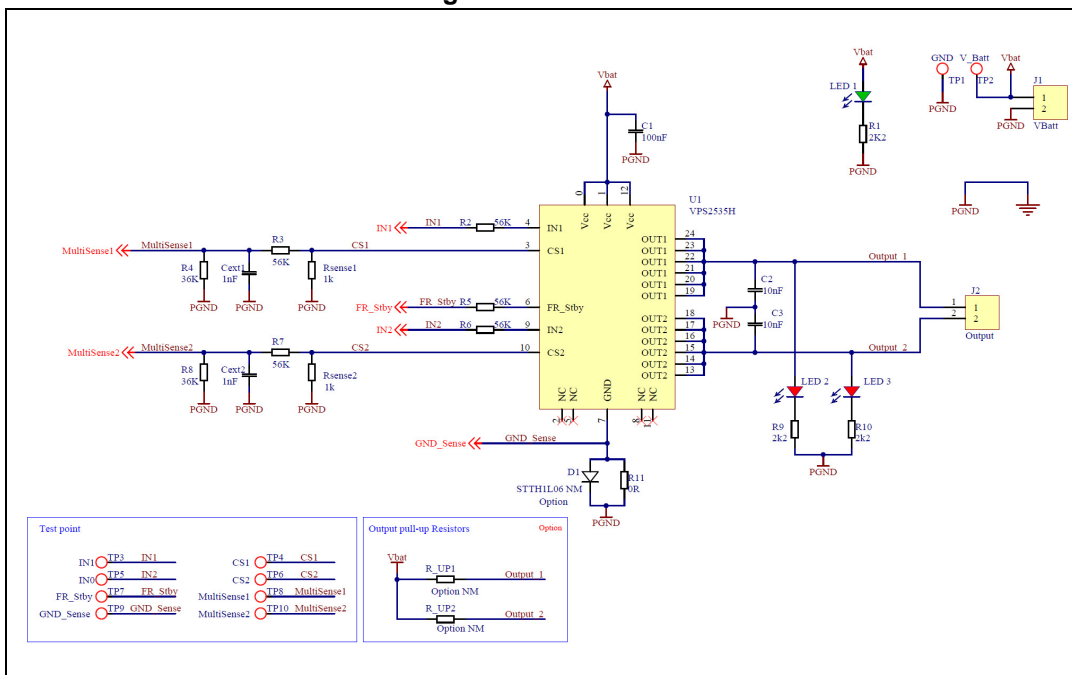 Vbat
GND V_Batt Vbat
TP1 TP2
J1
1
2
PGND PGND VBatt
LED 1
R1
2K2
PGND
Vbat
C1
100nF
PGND
PGND
0 1 12
Vcc Vcc Vcc
U1
VPS2535H
IN1 IN1 R2 56K 4 IN1
MultiSense1 MultiSense1 R3 56K CS1 3 CS1
R4
36K
Cext1
1nF
Rsense1
1k
PGND PGND PGND
FR_Stby FR_Stby R5 56K 6 FR_Stby
IN2 IN2 R6 56K 9 IN2
MultiSense2 MultiSense2 R7 56K CS2 10 CS2
R8
36K
Cext2
1nF
Rsense2
1k
PGND PGND PGND
OUT1 24
OUT1 23
OUT1 22
OUT1 21
OUT1 20
OUT1 19
OUT2 18
OUT2 17
OUT2 16
OUT2 15
OUT2 14
OUT2 13
Output_1
C2
10nF
PGND
C3
10nF
Output_2
J2
1 1
2 2
Output
LED 2 LED 3
R9
2k2
R10
2k2
PGND
NC NC GND NC NC
2 5 7 8 11
GND_Sense GND_Sense
D1
STTH1L06 NM
Option
R11
0R
PGND
Test point
IN1 TP3 IN1
IN0 TP5 IN2
FR_Stby TP7 FR_Stby
GND_Sense TP9 GND_Sense
CS1 TP4 CS1
CS2 TP6 CS2
MultiSense1 TP8 MultiSense1
MultiSense2 TP10 MultiSense2
Output pull-up Resistors Option
Vbat
R_UP1 Output_1
Option NM
R_UP2 Output_2
Option NM